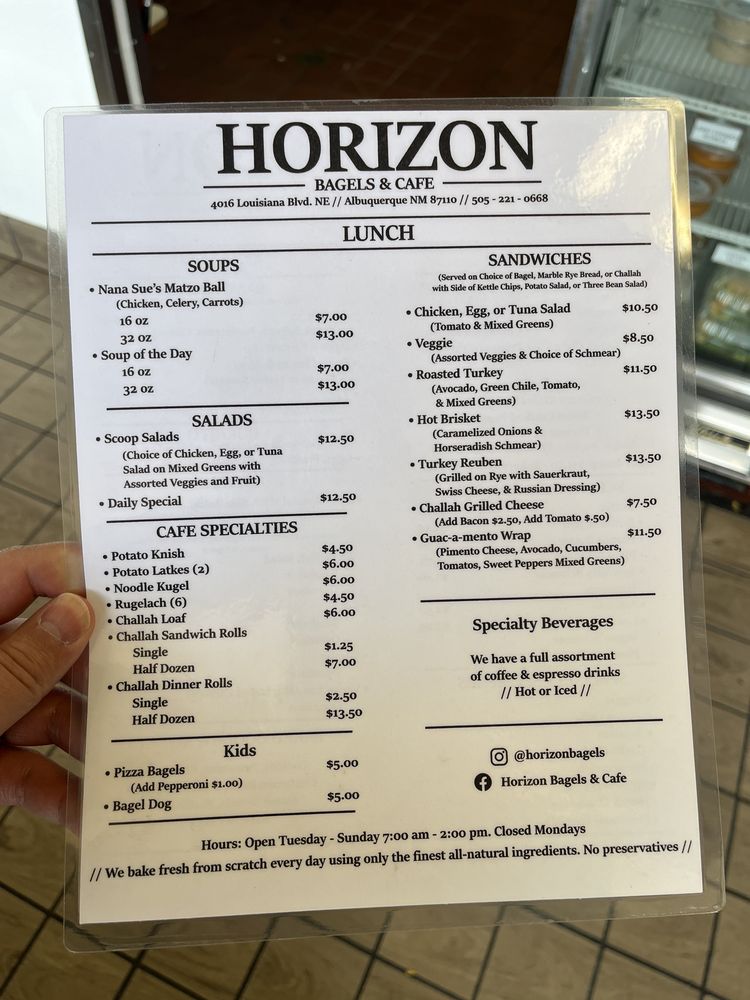 HORIZON
BAGELS & CAFE
4016 Louisiana Blvd. NE // Albuquerque NM 87110 // 505 - 221 - 0668
LUNCH
SOUPS
• Nana Sue's Matzo Ball
(Chicken, Celery, Carrots)
16 oz $7.00
32 oz $13.00
• Soup of the Day
16 oz $7.00
32 oz $13.00
SALADS
• Scoop Salads $12.50
(Choice of Chicken, Egg, or Tuna
Salad on Mixed Greens with
Assorted Veggies and Fruit)
• Daily Special $12.50
CAFE SPECIALTIES
• Potato Knish $4.50
• Potato Latkes (2) $6.00
• Noodle Kugel $6.00
• Rugelach (6) $4.50
• Challah Loaf $6.00
• Challah Sandwich Rolls
Single $1.25
Half Dozen $7.00
• Challah Dinner Rolls
Single $2.50
Half Dozen $13.50
Kids
• Pizza Bagels $5.00
(Add Pepperoni $1.00)
• Bagel Dog $5.00
SANDWICHES
(Served on Choice of Bagel, Marble Rye Bread, or Challah
with Side of Kettle Chips, Potato Salad, or Three Bean Salad)
• Chicken, Egg, or Tuna Salad $10.50
(Tomato & Mixed Greens)
• Veggie $8.50
(Assorted Veggies & Choice of Schmear)
• Roasted Turkey $11.50
(Avocado, Green Chile, Tomato,
& Mixed Greens)
• Hot Brisket $13.50
(Caramelized Onions &
Horseradish Schmear)
• Turkey Reuben $13.50
(Grilled on Rye with Sauerkraut,
Swiss Cheese, & Russian Dressing)
• Challah Grilled Cheese $7.50
(Add Bacon $2.50, Add Tomato $.50)
• Guac-a-mento Wrap $11.50
(Pimento Cheese, Avocado, Cucumbers,
Tomatos, Sweet Peppers Mixed Greens)
Specialty Beverages
We have a full assortment
of coffee & espresso drinks
// Hot or Iced //
@horizonbagels
Horizon Bagels & Cafe
Hours: Open Tuesday - Sunday 7:00 am - 2:00 pm. Closed Mondays
// We bake fresh from scratch every day using only the finest all-natural ingredients. No preservatives //